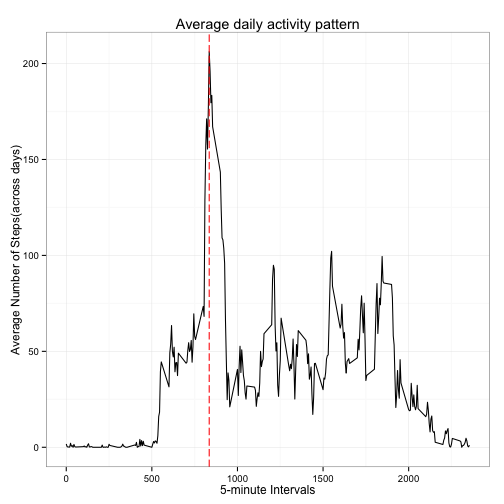 Average daily activity pattern
Average Number of Steps(across days)
200
150
100
50
0
0 500 1000 1500 2000
5-minute Intervals